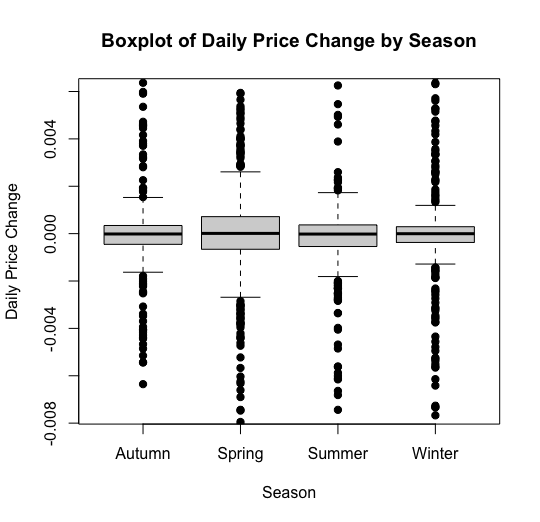 Boxplot of Daily Price Change by Season
Daily Price Change
0.004
0.000
-0.004
-0.008
Autumn Spring Summer Winter
Season